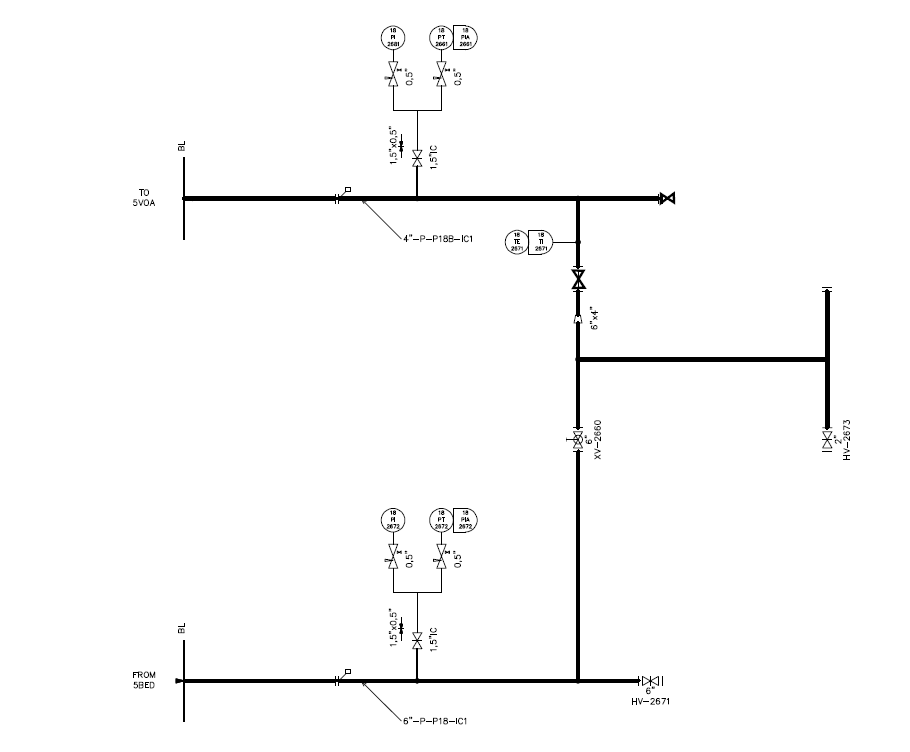 18
PI
2681
18
PT
2661
18
PIA
2661
0,5"
0,5"
1,5"x0,5"
1,5"IC
BL
TO
5VOA
4"-P-P18B-IC1
18
TE
2671
18
TI
2671
6"x4"
6"
XV-2660
2"
HV-2673
18
PI
2672
18
PT
2672
18
PIA
2672
0,5"
0,5"
1,5"x0,5"
1,5"IC
BL
FROM
5BED
6"
HV-2671
6"-P-P18-IC1